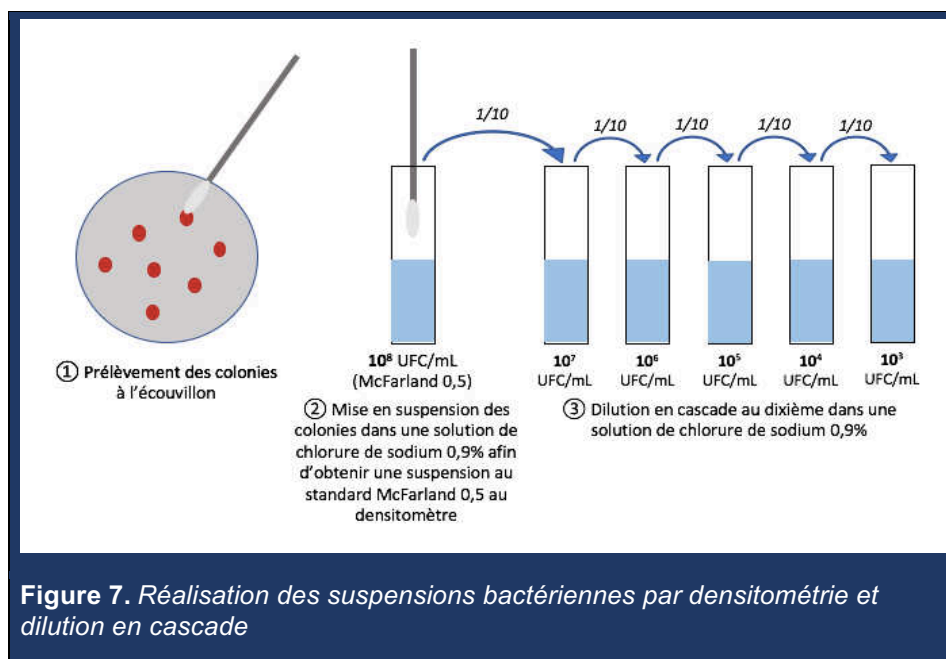 1/10
1/10
1/10
1/10
1/10
① Prélèvement des colonies
à l'écouvillon
10⁸ UFC/mL
(McFarland 0,5)
② Mise en suspension des
colonies dans une solution de
chlorure de sodium 0,9% afin
d'obtenir une suspension au
standard McFarland 0,5 au
densitomètre
10⁷
UFC/mL
10⁶
UFC/mL
10⁵
UFC/mL
10⁴
UFC/mL
10³
UFC/mL
③ Dilution en cascade au dixième dans une
solution de chlorure de sodium 0,9%
Figure 7. Réalisation des suspensions bactériennes par densitométrie et
dilution en cascade